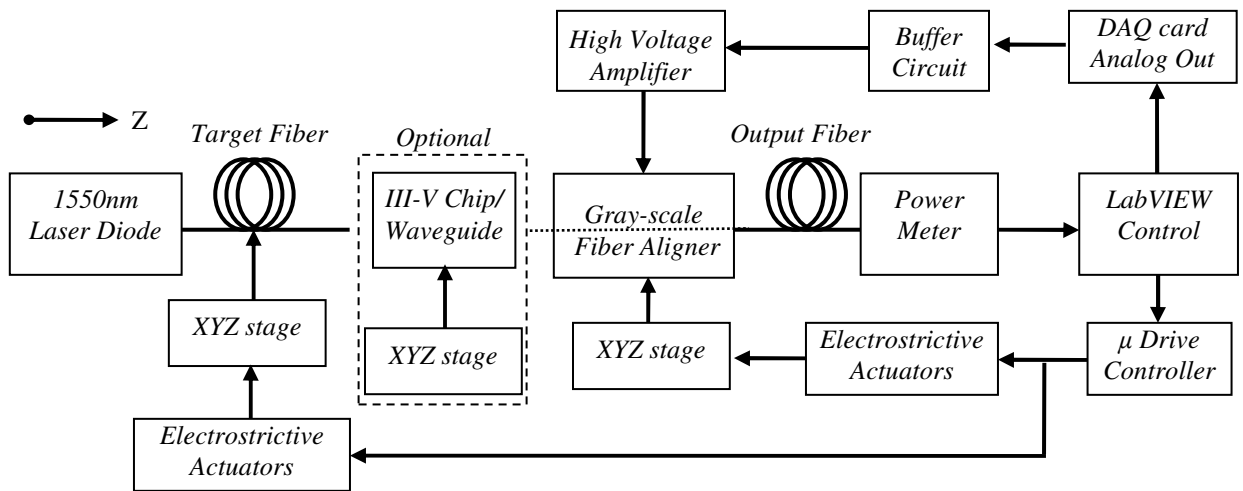 High Voltage
Amplifier
Buffer
Circuit
DAQ card
Analog Out
Z
Target Fiber
Optional
Output Fiber
1550nm
Laser Diode
III-V Chip/
Waveguide
Gray-scale
Fiber Aligner
Power
Meter
LabVIEW
Control
XYZ stage
XYZ stage
XYZ stage
Electrostrictive
Actuators
μ Drive
Controller
Electrostrictive
Actuators